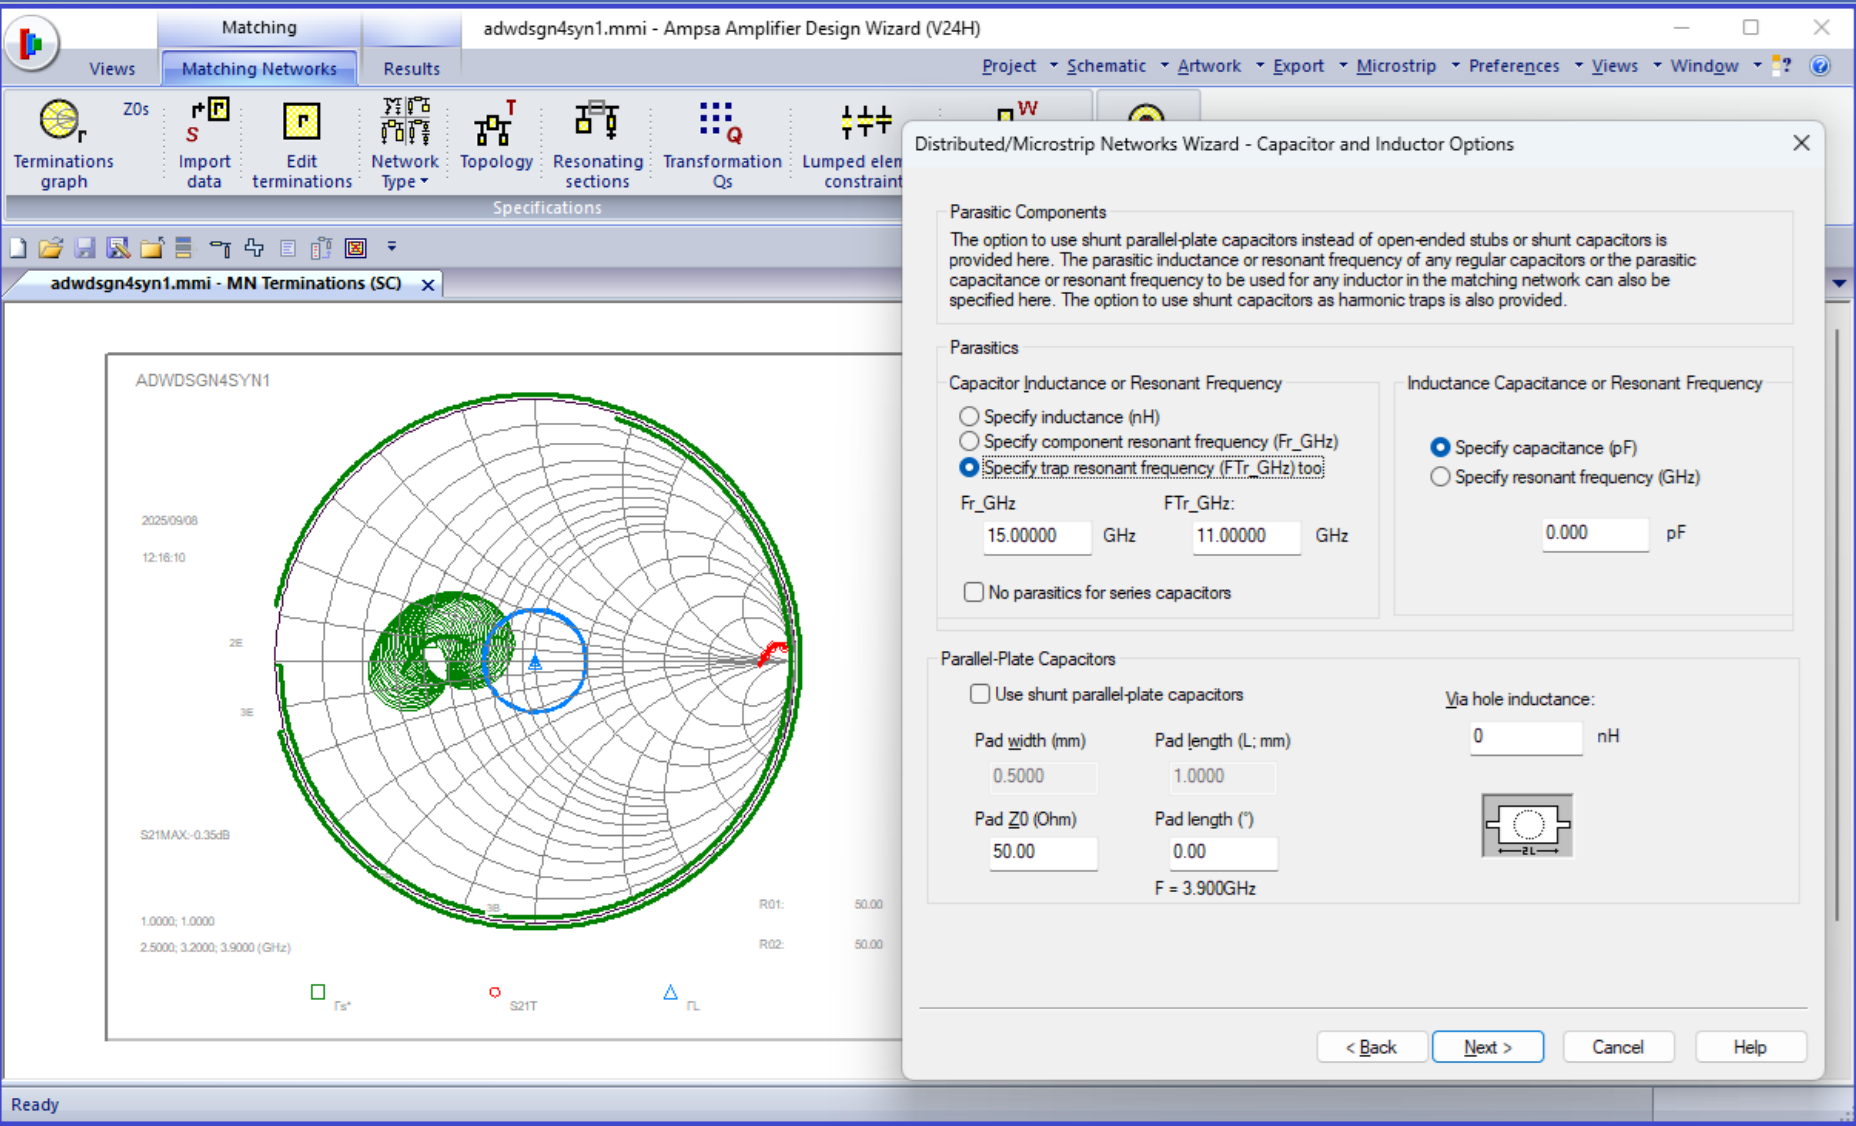 Matching
adwdsgn4syn1.mmi - Ampsa Amplifier Design Wizard (V24H)
Views
Matching Networks
Results
Project
Schematic
Artwork
Export
Microstrip
Preferences
Views
Window
Terminations graph
Z0s
Import data
Edit terminations
Network Type
Topology
Resonating sections
Transformation Qs
Lumped elem
constraint
Specifications
adwdsgn4syn1.mmi - MN Terminations (SC)
ADWDSGN4SYN1
2025/09/08
12:16:10
2E
3E
S21MAX:-0.35dB
3B
1.0000; 1.0000
2.5000; 3.2000; 3.9000 (GHz)
R01: 50.00
R02: 50.00
Γs*
S21T
ΓL
Distributed/Microstrip Networks Wizard - Capacitor and Inductor Options
Parasitic Components
The option to use shunt parallel-plate capacitors instead of open-ended stubs or shunt capacitors is
provided here. The parasitic inductance or resonant frequency of any regular capacitors or the parasitic
capacitance or resonant frequency to be used for any inductor in the matching network can also be
specified here. The option to use shunt capacitors as harmonic traps is also provided.
Parasitics
Capacitor Inductance or Resonant Frequency
Specify inductance (nH)
Specify component resonant frequency (Fr_GHz)
Specify trap resonant frequency (FTr_GHz) too
Fr_GHz
FTr_GHz:
15.00000 GHz
11.00000 GHz
No parasitics for series capacitors
Inductance Capacitance or Resonant Frequency
Specify capacitance (pF)
Specify resonant frequency (GHz)
0.000 pF
Parallel-Plate Capacitors
Use shunt parallel-plate capacitors
Via hole inductance:
0 nH
Pad width (mm)
Pad length (L; mm)
0.5000
1.0000
Pad Z0 (Ohm)
Pad length (°)
50.00
0.00
F = 3.900GHz
2L
< Back
Next >
Cancel
Help
Ready